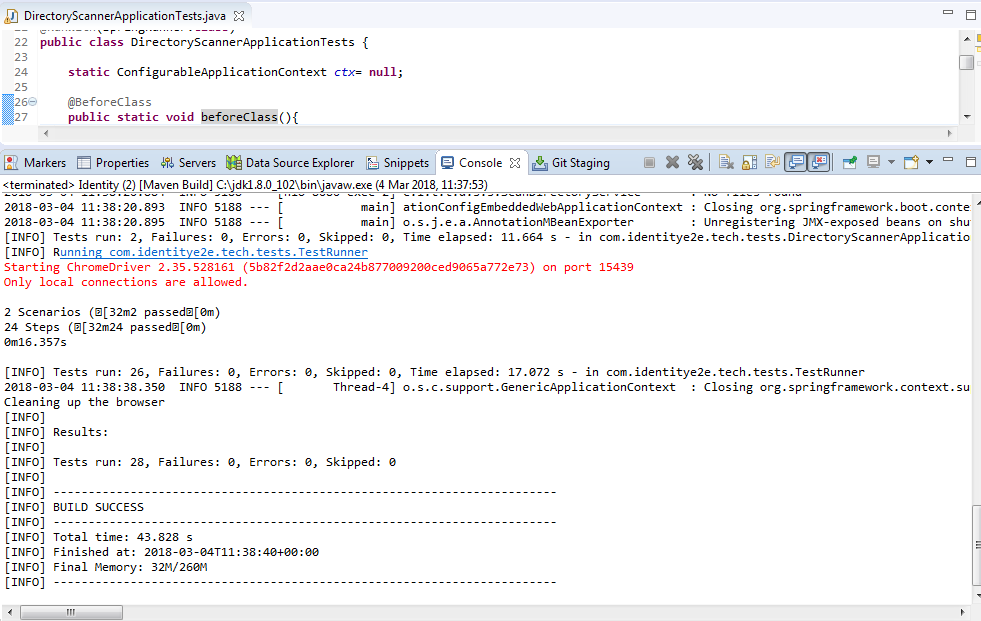 DirectoryScannerApplicationTests.java
22 public class DirectoryScannerApplicationTests {
23
24 static ConfigurableApplicationContext ctx= null;
25
26 @BeforeClass
27 public static void beforeClass(){
Markers Properties Servers Data Source Explorer Snippets Console Git Staging
<terminated> Identity (2) [Maven Build] C:\jdk1.8.0_102\bin\javaw.exe (4 Mar 2018, 11:37:53)
2018-03-04 11:38:20.893  INFO 5188 --- [           main] ationConfigEmbeddedWebApplicationContext : Closing org.springframework.boot.conte
2018-03-04 11:38:20.895  INFO 5188 --- [           main] o.s.j.e.a.AnnotationMBeanExporter        : Unregistering JMX-exposed beans on shu
[INFO] Tests run: 2, Failures: 0, Errors: 0, Skipped: 0, Time elapsed: 11.664 s - in com.identitye2e.tech.tests.DirectoryScannerApplicatio
[INFO] Running com.identitye2e.tech.tests.TestRunner
Starting ChromeDriver 2.35.528161 (5b82f2d2aae0ca24b877009200ced9065a772e73) on port 15439
Only local connections are allowed.
2 Scenarios ([32m2 passed[0m)
24 Steps ([32m24 passed[0m)
0m16.357s
[INFO] Tests run: 26, Failures: 0, Errors: 0, Skipped: 0, Time elapsed: 17.072 s - in com.identitye2e.tech.tests.TestRunner
2018-03-04 11:38:38.350  INFO 5188 --- [       Thread-4] o.s.c.support.GenericApplicationContext  : Closing org.springframework.context.su
Cleaning up the browser
[INFO]
[INFO] Results:
[INFO]
[INFO] Tests run: 28, Failures: 0, Errors: 0, Skipped: 0
[INFO]
[INFO] ------------------------------------------------------------------------
[INFO] BUILD SUCCESS
[INFO] ------------------------------------------------------------------------
[INFO] Total time: 43.828 s
[INFO] Finished at: 2018-03-04T11:38:40+00:00
[INFO] Final Memory: 32M/260M
[INFO] ------------------------------------------------------------------------